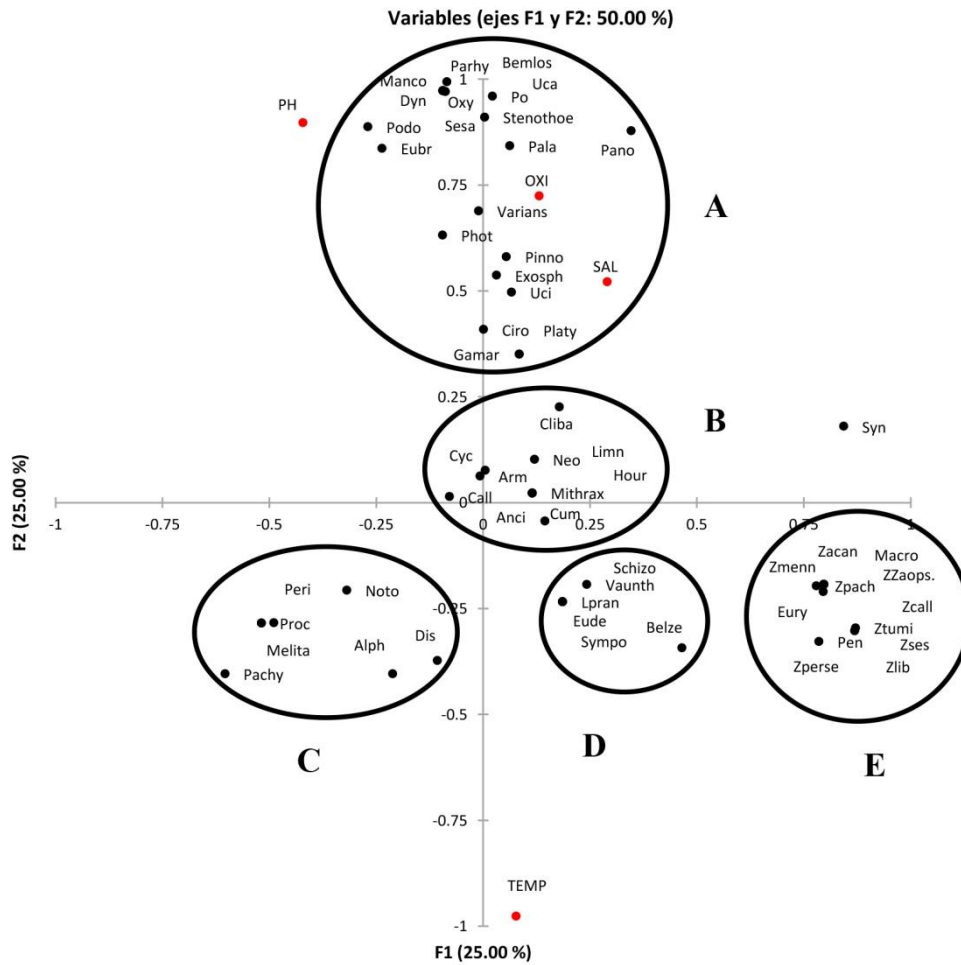 Variables (ejes F1 y F2: 50.00 %)
Parhy Bemlos
Manco 1 Uca
PH Dyn Oxy Po
Podo Sesa Stenothoe
Eubr Pala Pano
OXI
0.75
A
Varians
Phot
Pinno SAL
Exosph
0.5 Uci
Ciro Platy
Gamar
0.25
B
Cliba Syn
Cyc Neo Limn
Arm Hour
Call Mithrax
-1 -0.75 -0.5 -0.25 0 0.25 0.5 0.75 1
Anci Cum
F2 (25.00 %)
Schizo Zacan Macro
Peri Noto -0.25 Vaunth Zmenn Zpach ZZaops.
Proc Lpran Eury Zcall
Melita Alph Dis Eude Belze Ztumi
Sympo Pen Zses
Pachy Zperse Zlib
-0.5
C D E
-0.75
TEMP
-1
F1 (25.00 %)